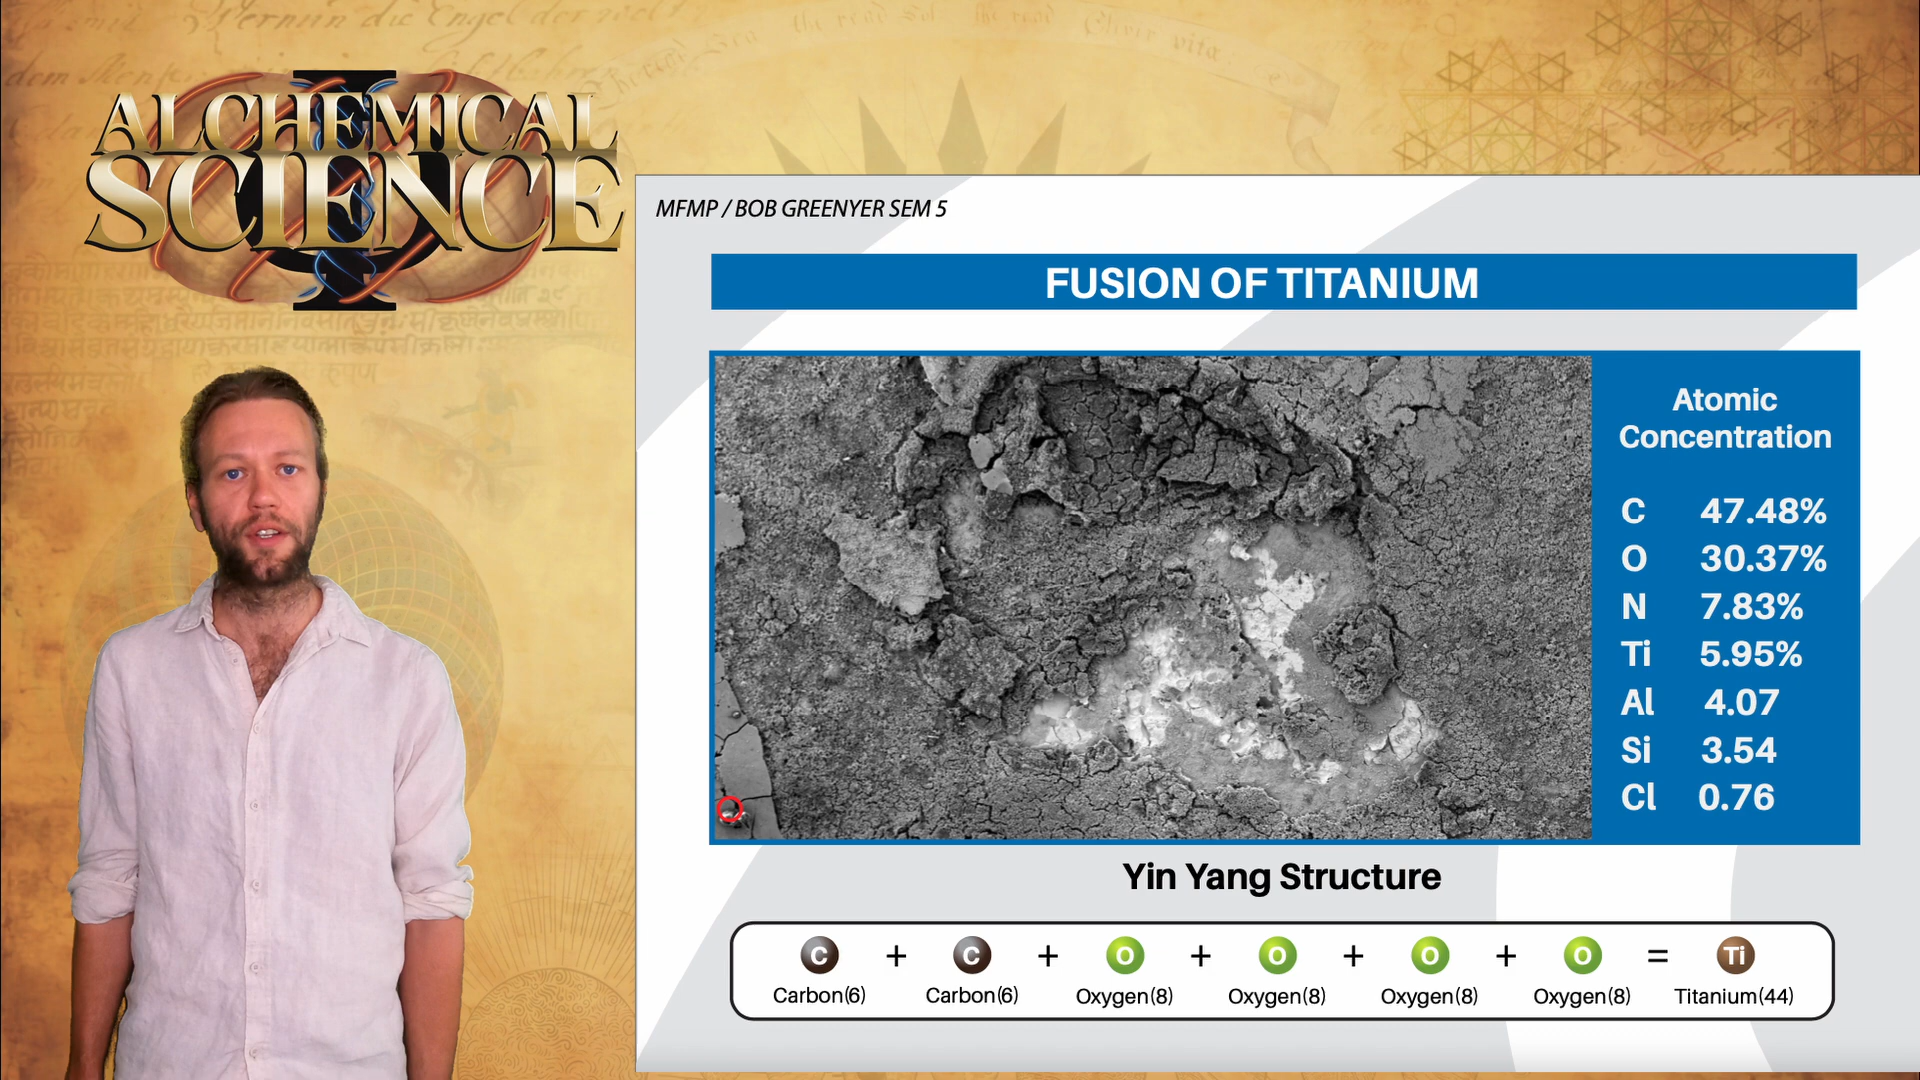 ALCHEMICAL
SCIENCE
MFMP / BOB GREENYER SEM 5
FUSION OF TITANIUM
Atomic
Concentration
C 47.48%
O 30.37%
N 7.83%
Ti 5.95%
Al 4.07
Si 3.54
Cl 0.76
Yin Yang Structure
C + C + O + O + O + O = Ti
Carbon(6) Carbon(6) Oxygen(8) Oxygen(8) Oxygen(8) Oxygen(8) Titanium(44)